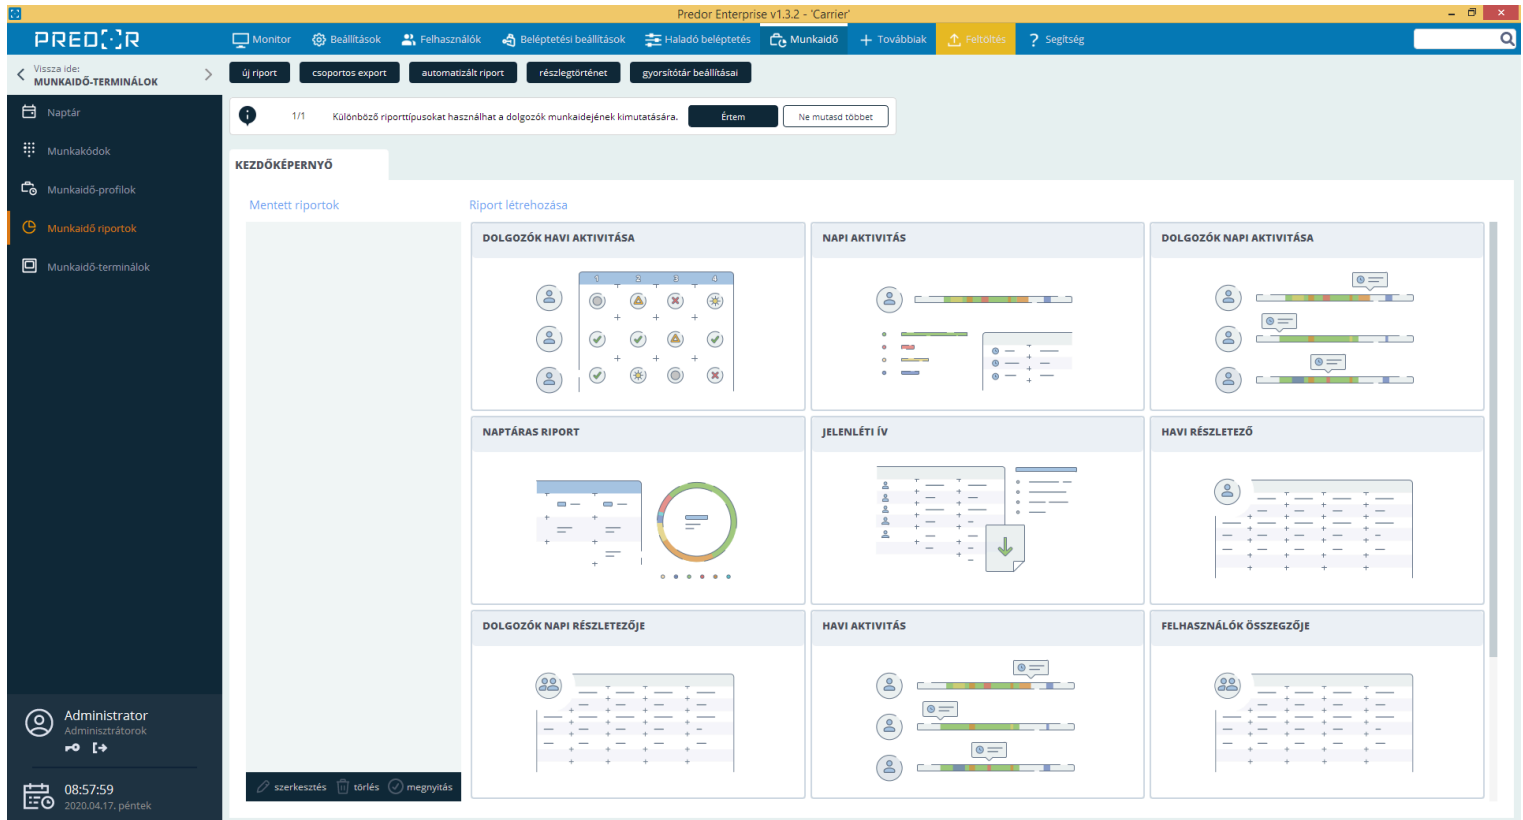 Predor Enterprise v1.3.2 - 'Carrier'
PREDOR
Monitor
Beállítások
Felhasználók
Beléptetési beállítások
Haladó beléptetés
Munkaidő
Továbbiak
Feltöltés
Segítség
Vissza ide:
MUNKAIDŐ-TERMINÁLOK
új riport
csoportos export
automatizált riport
részlegtörténet
gyorsítótár beállításai
Naptár
Munkakódok
Munkaidő-profilok
Munkaidő riportok
Munkaidő-terminálok
1/1
Különböző riporttípusokat használhat a dolgozók munkaidejének kimutatására.
Értem
Ne mutasd többet
KEZDŐKÉPERNYŐ
Mentett riportok
Riport létrehozása
DOLGOZÓK HAVI AKTIVITÁSA
1 2 3 4
NAPI AKTIVITÁS
DOLGOZÓK NAPI AKTIVITÁSA
NAPTÁRAS RIPORT
JELENLÉTI ÍV
HAVI RÉSZLETEZŐ
DOLGOZÓK NAPI RÉSZLETEZŐJE
HAVI AKTIVITÁS
FELHASZNÁLÓK ÖSSZEGZŐJE
szerkesztés
törlés
megnyitás
Administrator
Adminisztrátorok
08:57:59
2020.04.17. péntek